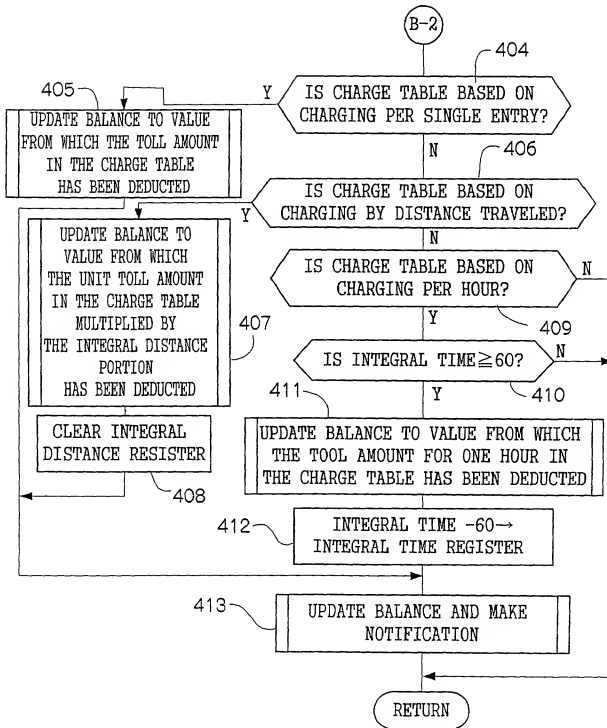 B-2
404
IS CHARGE TABLE BASED ON
CHARGING PER SINGLE ENTRY?
Y
N
405
UPDATE BALANCE TO VALUE
FROM WHICH THE TOLL AMOUNT
IN THE CHARGE TABLE
HAS BEEN DEDUCTED
406
IS CHARGE TABLE BASED ON
CHARGING BY DISTANCE TRAVELED?
Y
N
UPDATE BALANCE TO
VALUE FROM WHICH
THE UNIT TOLL AMOUNT
IN THE CHARGE TABLE
MULTIPLIED BY
THE INTEGRAL DISTANCE
PORTION
HAS BEEN DEDUCTED
407
CLEAR INTEGRAL
DISTANCE RESISTER
408
IS CHARGE TABLE BASED ON
CHARGING PER HOUR?
N
Y
409
IS INTEGRAL TIME≧60?
N
Y
410
411
UPDATE BALANCE TO VALUE FROM WHICH
THE TOOL AMOUNT FOR ONE HOUR IN
THE CHARGE TABLE HAS BEEN DEDUCTED
412
INTEGRAL TIME -60→
INTEGRAL TIME REGISTER
413
UPDATE BALANCE AND MAKE
NOTIFICATION
RETURN